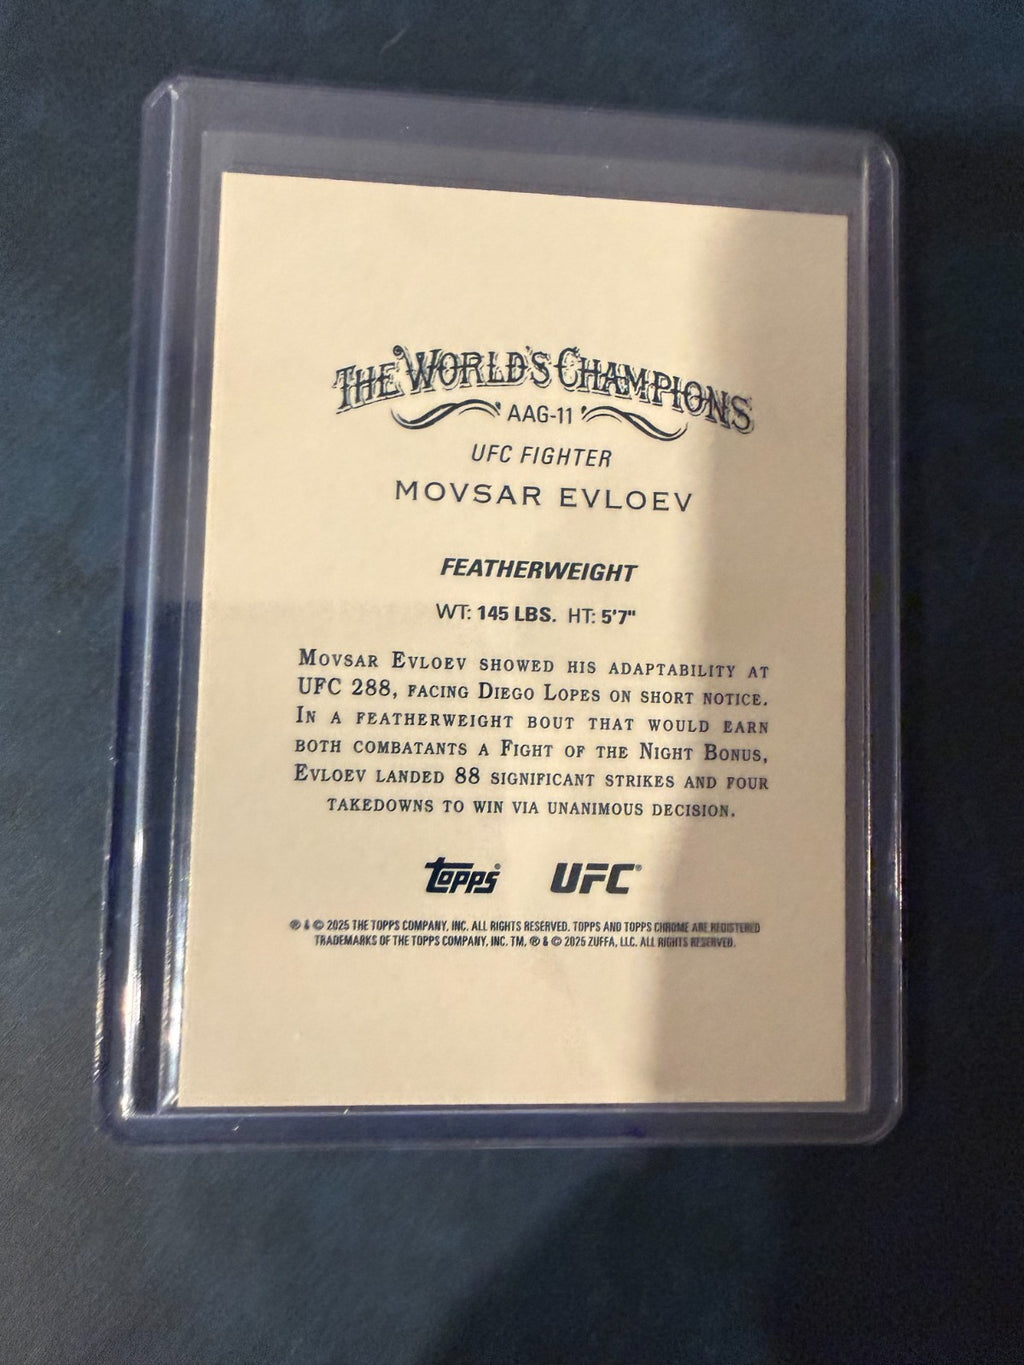 THE WORLD'S CHAMPIONS
AAG-11
UFC FIGHTER
MOVSAR EVLOEV
FEATHERWEIGHT
WT: 145 LBS. HT: 5'7"
MOVSAR EVLOEV SHOWED HIS ADAPTABILITY AT
UFC 288, FACING DIEGO LOPES ON SHORT NOTICE.
IN A FEATHERWEIGHT BOUT THAT WOULD EARN
BOTH COMBATANTS A FIGHT OF THE NIGHT BONUS,
EVLOEV LANDED 88 SIGNIFICANT STRIKES AND FOUR
TAKEDOWNS TO WIN VIA UNANIMOUS DECISION.
Topps® UFC®
® & © 2025 THE TOPPS COMPANY, INC. ALL RIGHTS RESERVED. TOPPS AND TOPPS CHROME ARE REGISTERED
TRADEMARKS OF THE TOPPS COMPANY, INC. TM, ® & © 2025 ZUFFA, LLC. ALL RIGHTS RESERVED.